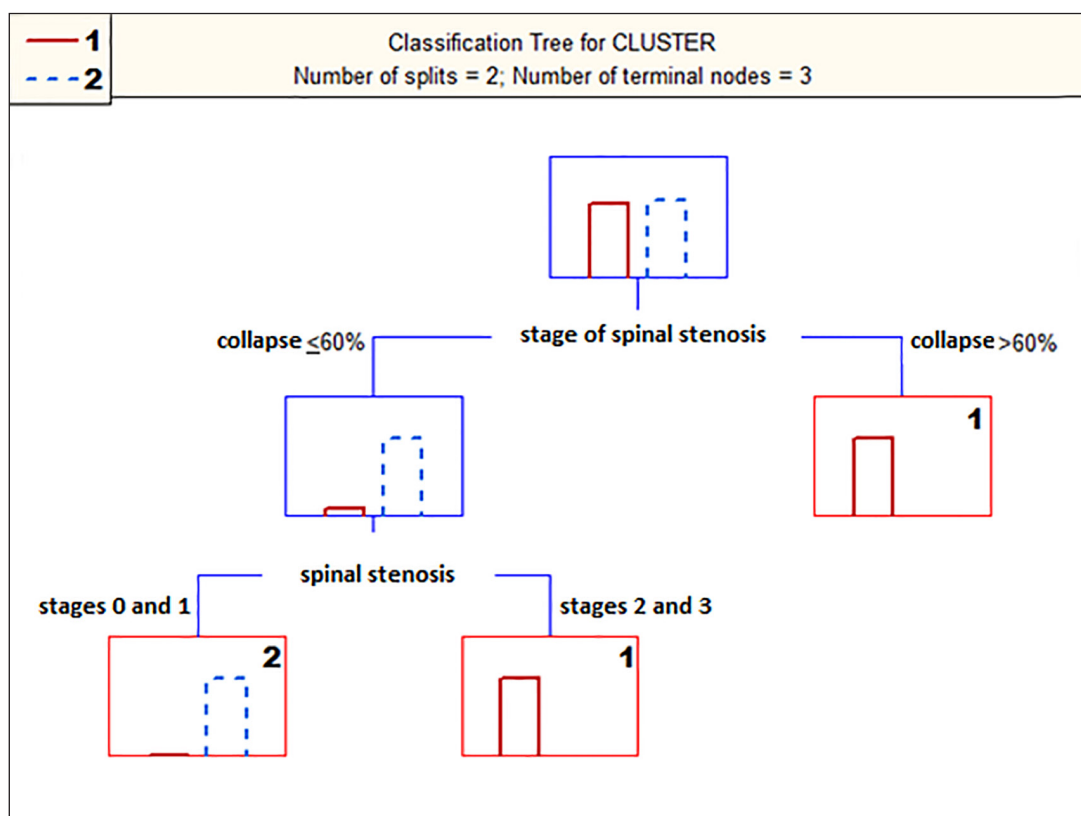 1
2
Classification Tree for CLUSTER
Number of splits = 2; Number of terminal nodes = 3
collapse ≤60%
stage of spinal stenosis
collapse >60%
1
spinal stenosis
stages 0 and 1
stages 2 and 3
2
1